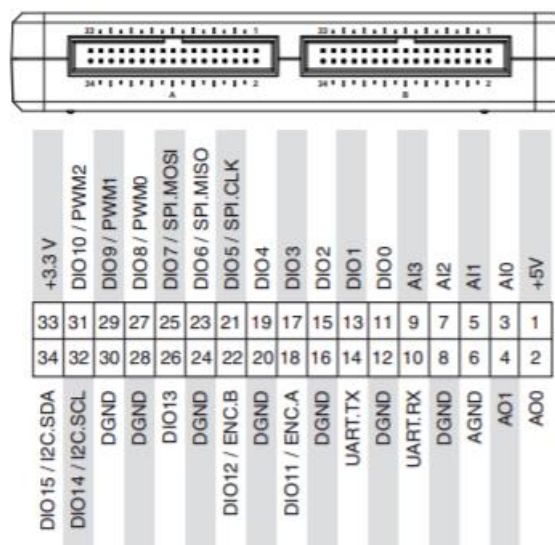 33 1 33 1
34 2 34 2
A B
+3.3 V
DIO10 / PWM2
DIO9 / PWM1
DIO8 / PWM0
DIO7 / SPI.MOSI
DIO6 / SPI.MISO
DIO5 / SPI.CLK
DIO4
DIO3
DIO2
DIO1
DIO0
AI3
AI2
AI1
AI0
+5V
33 31 29 27 25 23 21 19 17 15 13 11 9 7 5 3 1
34 32 30 28 26 24 22 20 18 16 14 12 10 8 6 4 2
DIO15 / I2C.SDA
DIO14 / I2C.SCL
DGND
DGND
DIO13
DGND
DIO12 / ENC.B
DGND
DIO11 / ENC.A
DGND
UART.TX
DGND
UART.RX
DGND
AGND
AO1
AO0